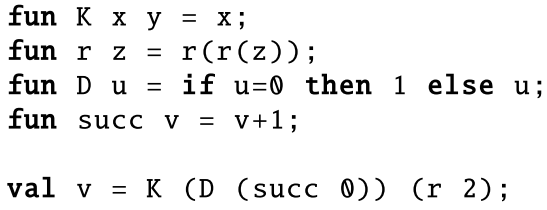 fun K x y = x;
fun r z = r(r(z));
fun D u = if u=0 then 1 else u;
fun succ v = v+1;

val v = K (D (succ 0)) (r 2);